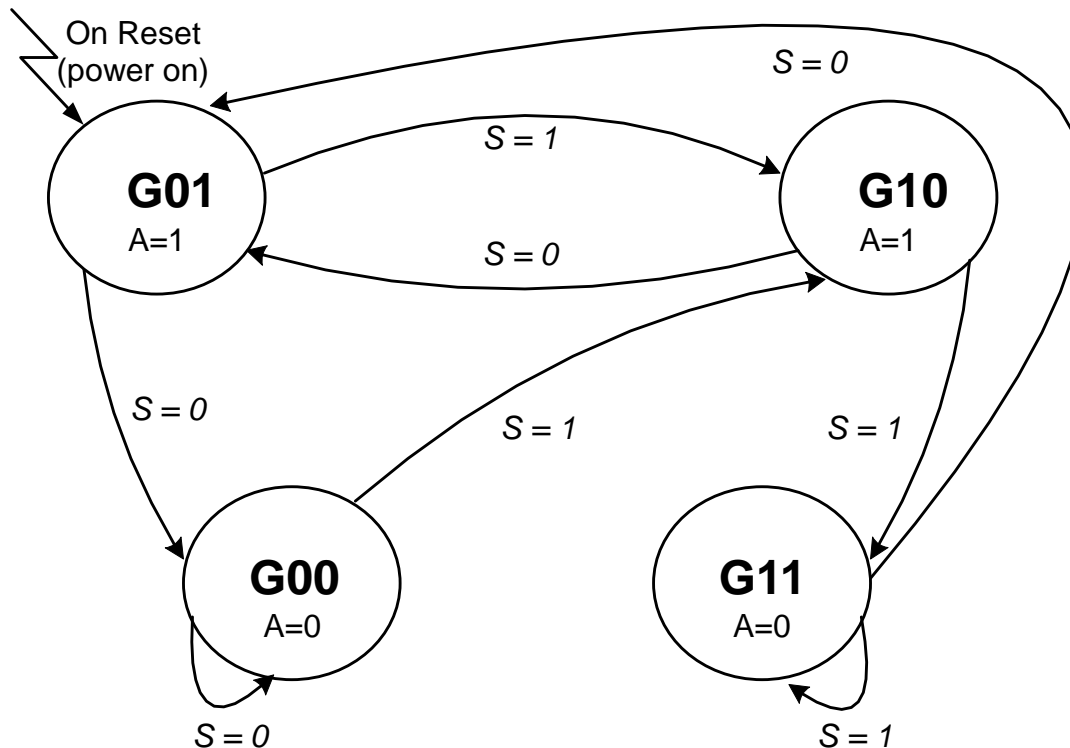 On Reset
(power on)
S = 0
S = 1
G01
A=1
G10
A=1
S = 0
S = 0
S = 1
S = 1
G00
A=0
G11
A=0
S = 0
S = 1